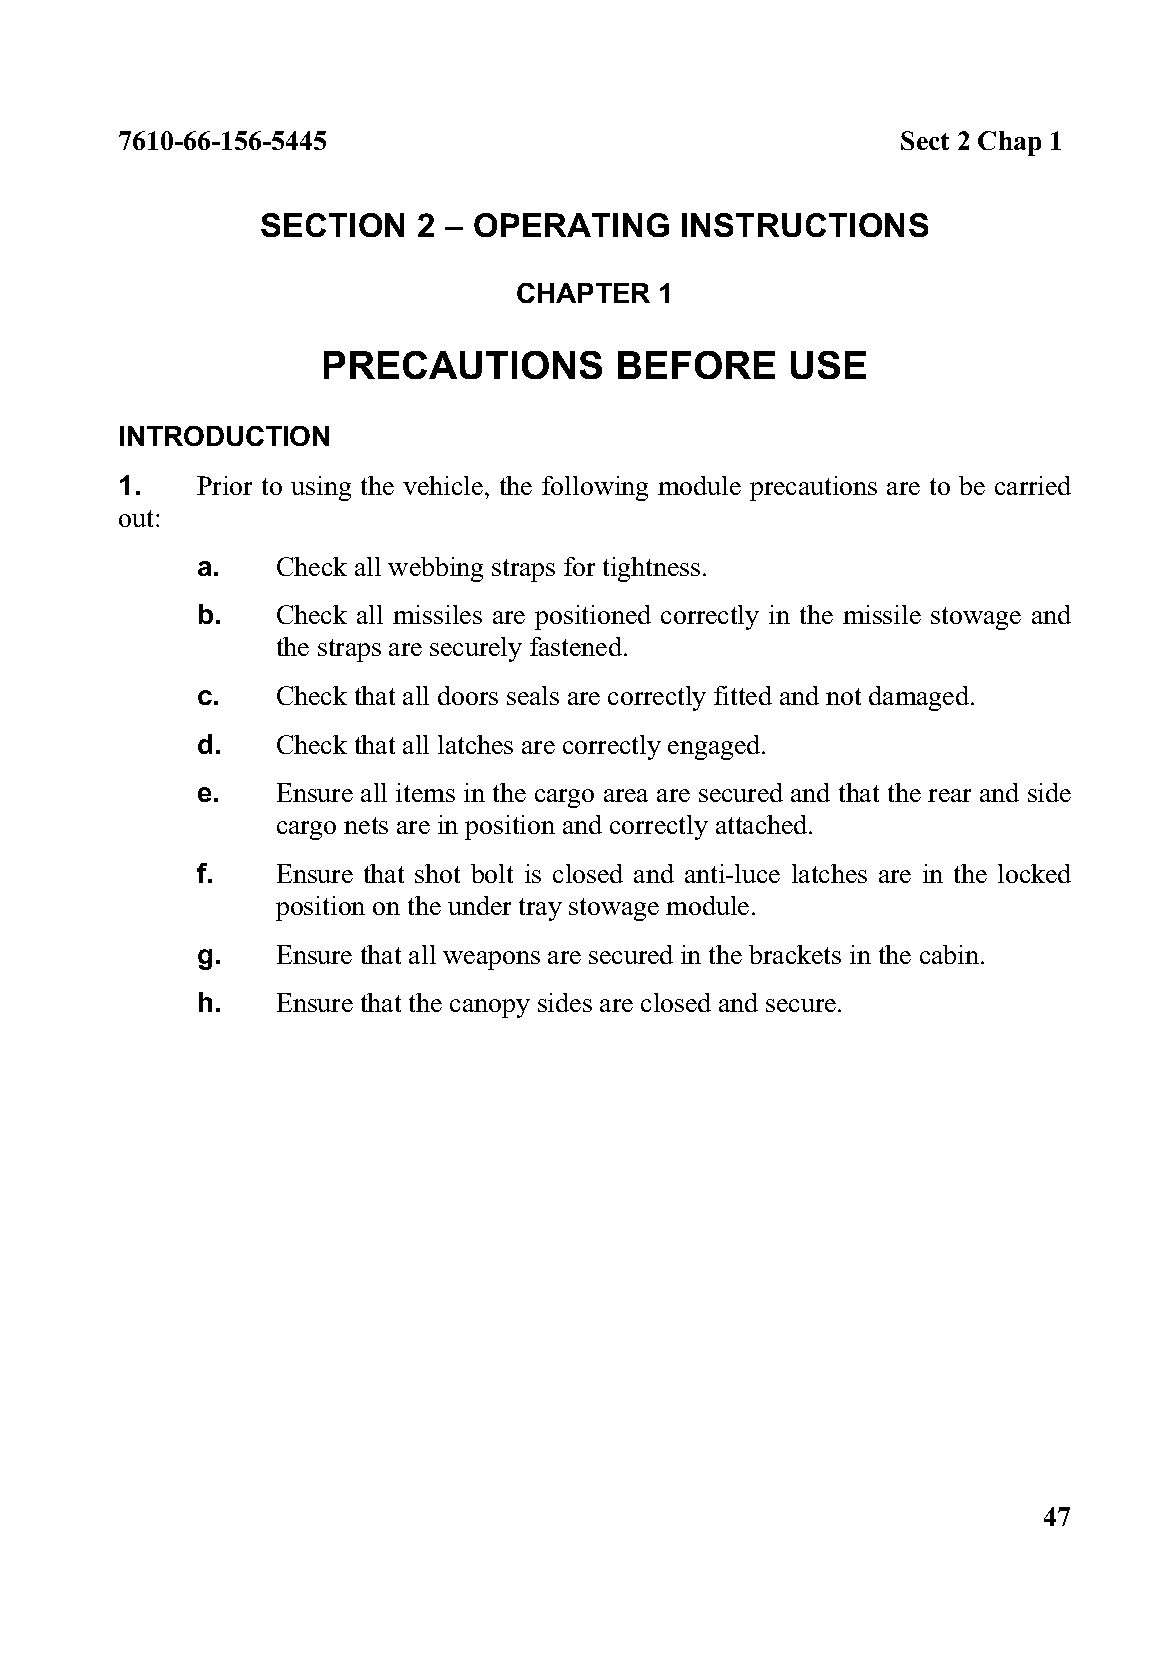 7610-66-156-5445 Sect 2 Chap 1
SECTION 2 – OPERATING INSTRUCTIONS
CHAPTER 1
PRECAUTIONS BEFORE USE
INTRODUCTION
1. Prior to using the vehicle, the following module precautions are to be carried
out:
a. Check all webbing straps for tightness.
b. Check all missiles are positioned correctly in the missile stowage and
the straps are securely fastened.
c. Check that all doors seals are correctly fitted and not damaged.
d. Check that all latches are correctly engaged.
e. Ensure all items in the cargo area are secured and that the rear and side
cargo nets are in position and correctly attached.
f. Ensure that shot bolt is closed and anti-luce latches are in the locked
position on the under tray stowage module.
g. Ensure that all weapons are secured in the brackets in the cabin.
h. Ensure that the canopy sides are closed and secure.
47